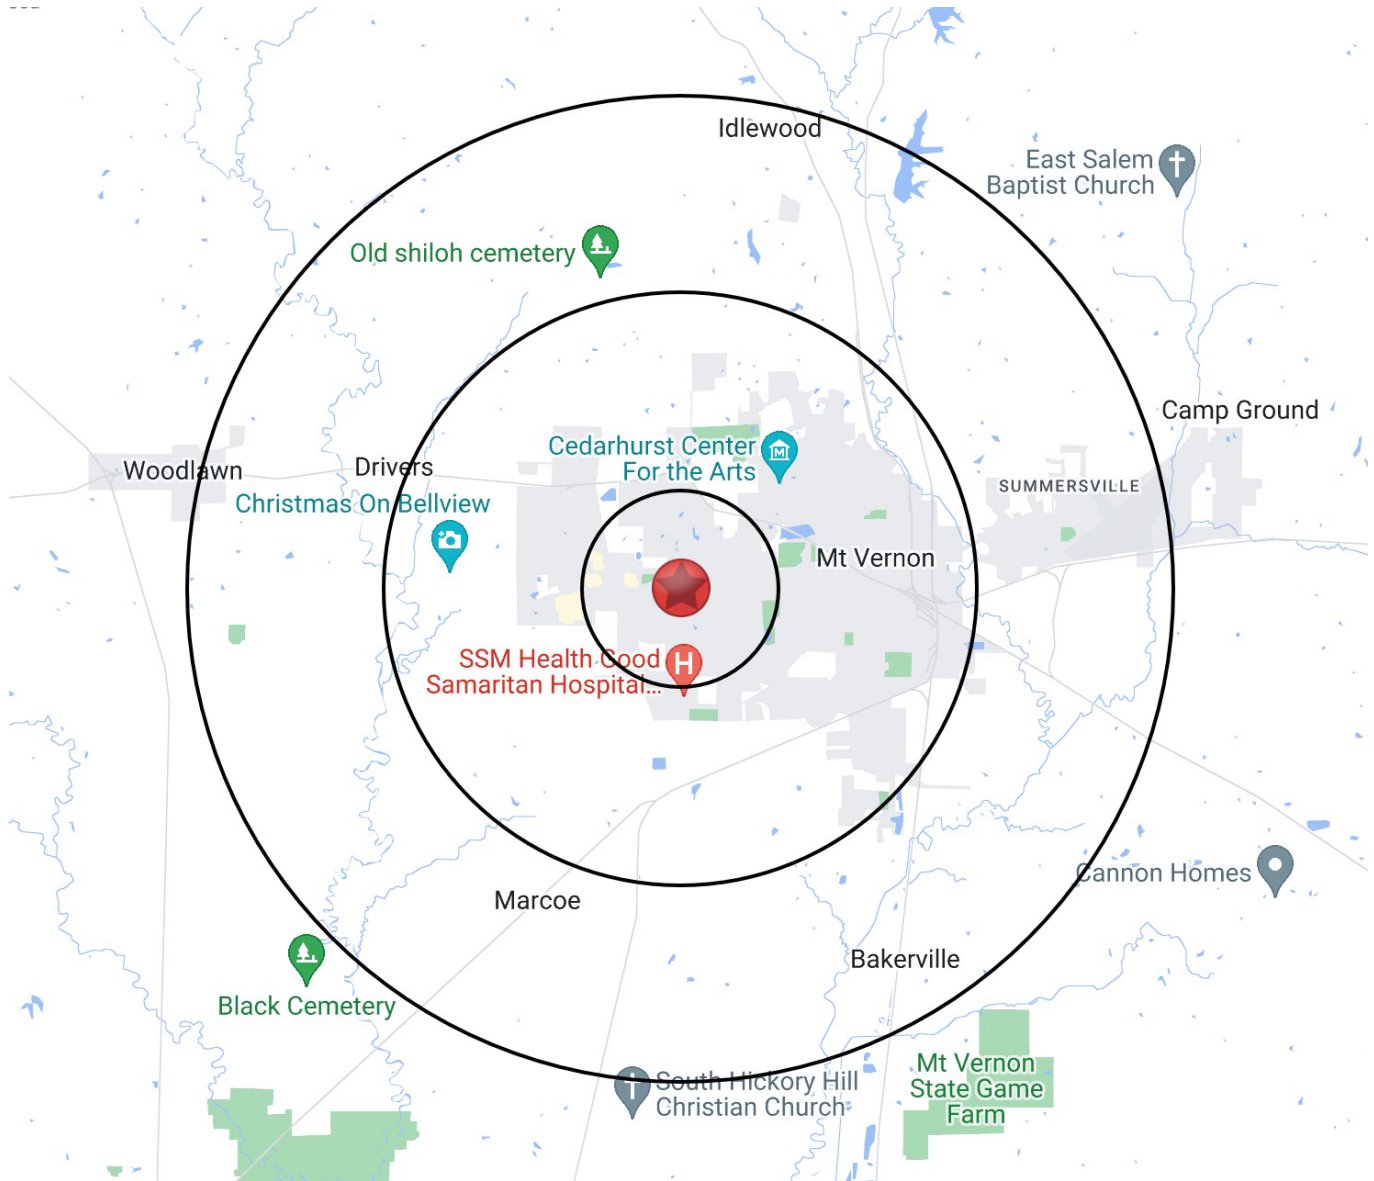 Idlewood
East Salem
Baptist Church
Old shiloh cemetery
Camp Ground
Cedarhurst Center
For the Arts
Woodlawn
Drivers
SUMMERSVILLE
Christmas On Bellview
Mt Vernon
SSM Health Good
Samaritan Hospital...
H
Cannon Homes
Marcoe
Bakerville
Black Cemetery
Mt Vernon
State Game
Farm
South Hickory Hill
Christian Church